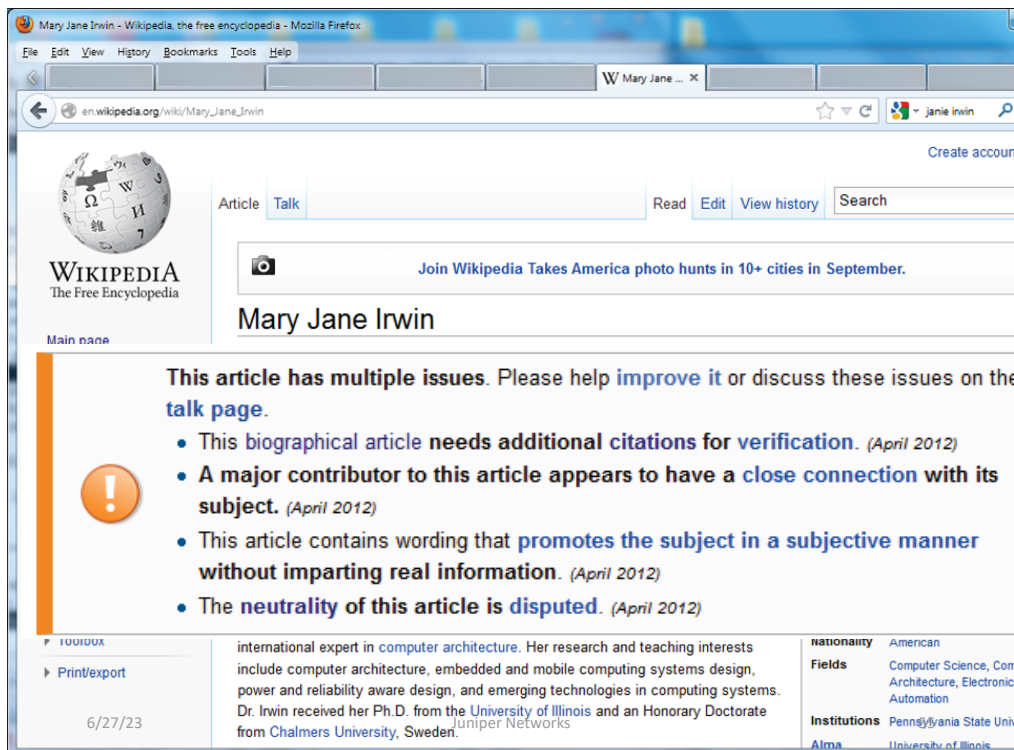 Mary Jane Irwin - Wikipedia, the free encyclopedia - Mozilla Firefox
File Edit View History Bookmarks Tools Help
W Mary Jane ... ×
en.wikipedia.org/wiki/Mary_Jane_Irwin
janie irwin
Create accoun
Article Talk
Read Edit View history
Search
Ω W И 維 7
WIKIPEDIA
The Free Encyclopedia
Join Wikipedia Takes America photo hunts in 10+ cities in September.
Mary Jane Irwin
Main page
This article has multiple issues. Please help improve it or discuss these issues on the
talk page.
• This biographical article needs additional citations for verification. (April 2012)
• A major contributor to this article appears to have a close connection with its
subject. (April 2012)
• This article contains wording that promotes the subject in a subjective manner
without imparting real information. (April 2012)
• The neutrality of this article is disputed. (April 2012)
!
Toolbox
Print/export
international expert in computer architecture. Her research and teaching interests
include computer architecture, embedded and mobile computing systems design,
power and reliability aware design, and emerging technologies in computing systems.
Dr. Irwin received her Ph.D. from the University of Illinois and an Honorary Doctorate
from Chalmers University, Sweden.
Nationality American
Fields Computer Science, Com
Architecture, Electronic
Automation
Institutions Pennsylvania State Univ
Alma University of Illinois
6/27/23
Juniper Networks